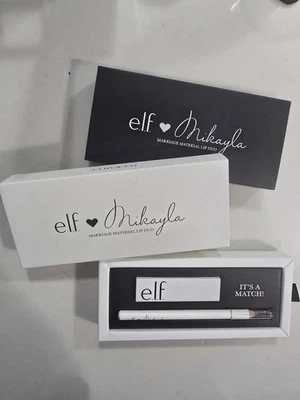 elf ♥ Mikayla
MARRIAGE MATERIAL LIP DUO
elf ♥ Mikayla
MARRIAGE MATERIAL LIP DUO
elf
IT'S A
MATCH!